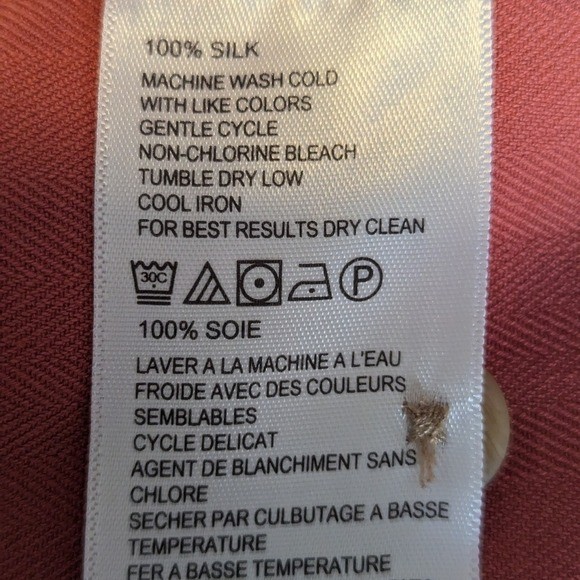 100% SILK
MACHINE WASH COLD
WITH LIKE COLORS
GENTLE CYCLE
NON-CHLORINE BLEACH
TUMBLE DRY LOW
COOL IRON
FOR BEST RESULTS DRY CLEAN
30C P
100% SOIE
LAVER A LA MACHINE A L'EAU
FROIDE AVEC DES COULEURS
SEMBLABLES
CYCLE DELICAT
AGENT DE BLANCHIMENT SANS
CHLORE
SECHER PAR CULBUTAGE A BASSE
TEMPERATURE
FER A BASSE TEMPERATURE